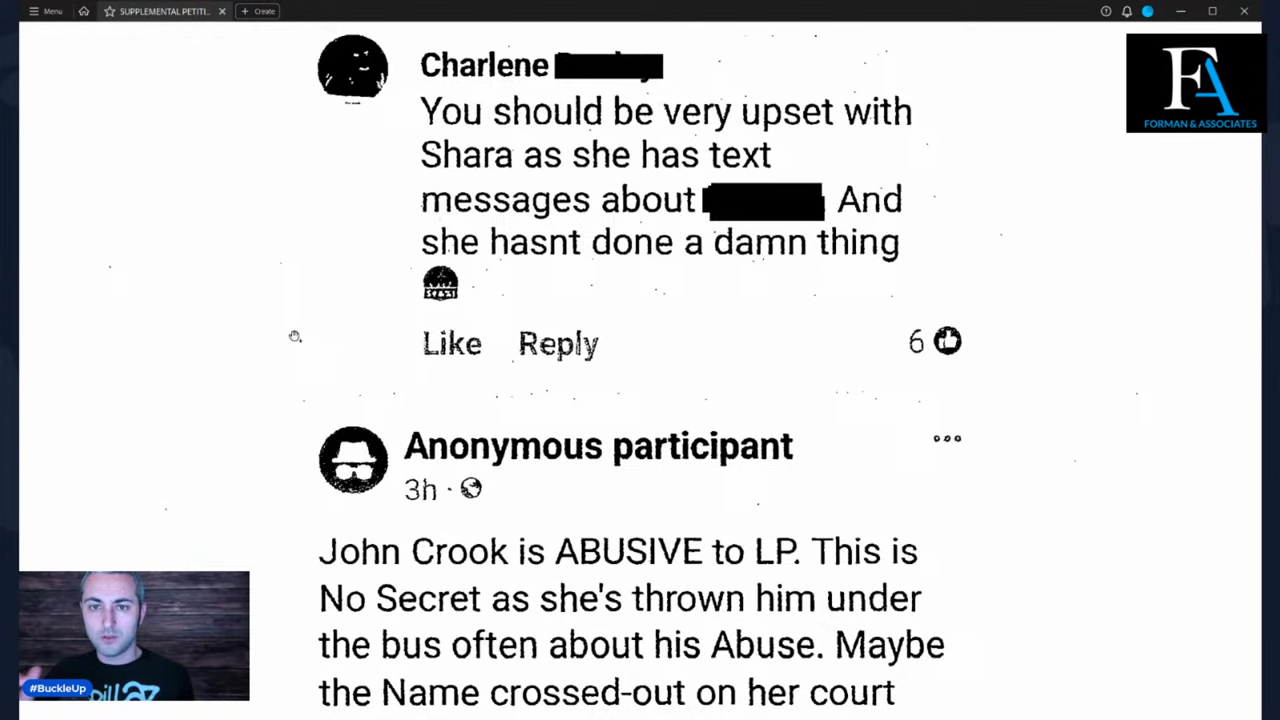 Menu
SUPPLEMENTAL PETITI...
Create
FA
FORMAN & ASSOCIATES
Charlene
You should be very upset with
Shara as she has text
messages about And
she hasnt done a damn thing
Like Reply 6
Anonymous participant
3h ·
John Crook is ABUSIVE to LP. This is
No Secret as she's thrown him under
the bus often about his Abuse. Maybe
the Name crossed-out on her court
#BuckleUp